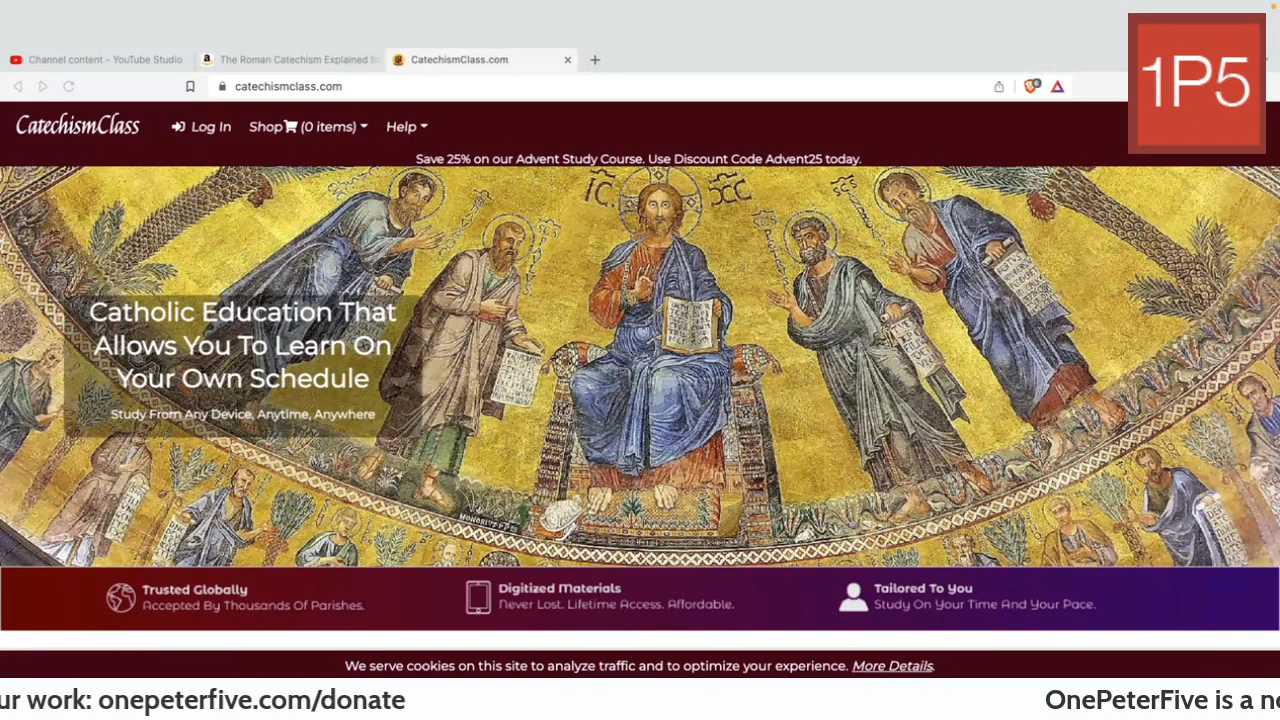 1P5
Channel content - YouTube Studio
The Roman Catechism Explained fo
CatechismClass.com
catechismclass.com
CatechismClass
Log In
Shop (0 items)
Help
Save 25% on our Advent Study Course. Use Discount Code Advent25 today.
IC. XCC
SCS
Catholic Education That
Allows You To Learn On
Your Own Schedule
Study From Any Device, Anytime, Anywhere
Trusted Globally
Accepted By Thousands Of Parishes.
Digitized Materials
Never Lost. Lifetime Access. Affordable.
Tailored To You
Study On Your Time And Your Pace.
We serve cookies on this site to analyze traffic and to optimize your experience. More Details.
ur work: onepeterfive.com/donate
OnePeterFive is a